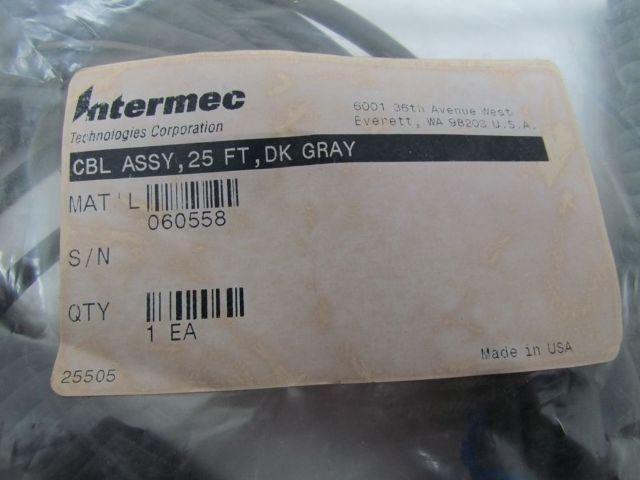 Intermec
Technologies Corporation
6001 36th Avenue West
Everett, WA 98203 U.S.A.
CBL ASSY, 25 FT, DK GRAY
MAT'L
060558
S/N
QTY
1 EA
25505
Made in USA